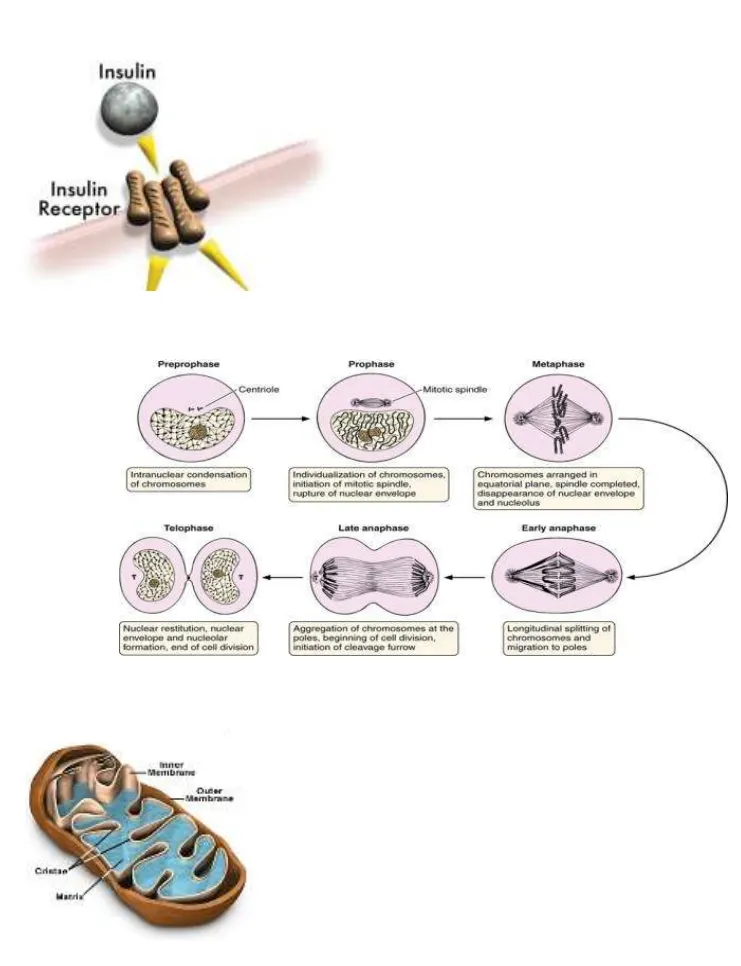 Insulin
Insulin
Receptor
Preprophase
Prophase
Metaphase
Centriole
Mitotic spindle
Intranuclear condensation
of chromosomes
Individualization of chromosomes,
initiation of mitotic spindle,
rupture of nuclear envelope
Chromosomes arranged in
equatorial plane, spindle completed,
disappearance of nuclear envelope
and nucleolus
Telophase
Late anaphase
Early anaphase
Nuclear restitution, nuclear
envelope and nucleolar
formation, end of cell division
Aggregation of chromosomes at the
poles, beginning of cell division,
initiation of cleavage furrow
Longitudinal splitting of
chromosomes and
migration to poles
Inner
Membrane
Outer
Membrane
Cristae
Matrix